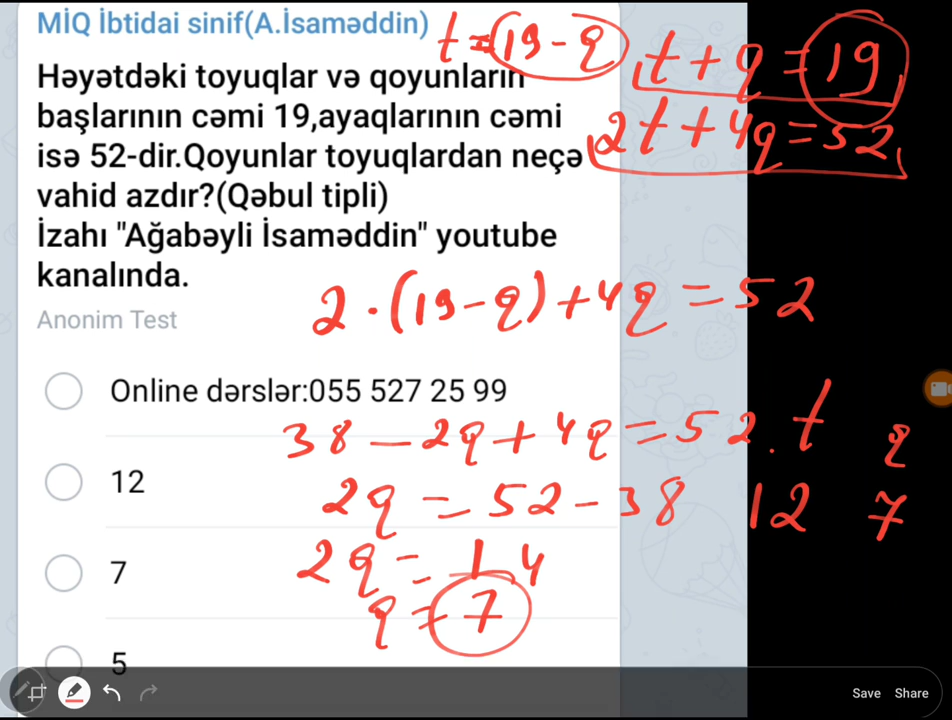 MİQ İbtidai sinif(A.İsaməddin)
t=(19-q)
t+q=19
2t+4q=52
Həyətdəki toyuqlar və qoyunların
başlarının cəmi 19,ayaqlarının cəmi
isə 52-dir.Qoyunlar toyuqlardan neçə
vahid azdır?(Qəbul tipli)
İzahı "Ağabəyli İsaməddin" youtube
kanalında.
Anonim Test
2·(19-q)+4q=52
Online dərslər:055 527 25 99
38-2q+4q=52.
t q
12
2q=52-38
12 7
7
2q=14
q=7
5
Save Share